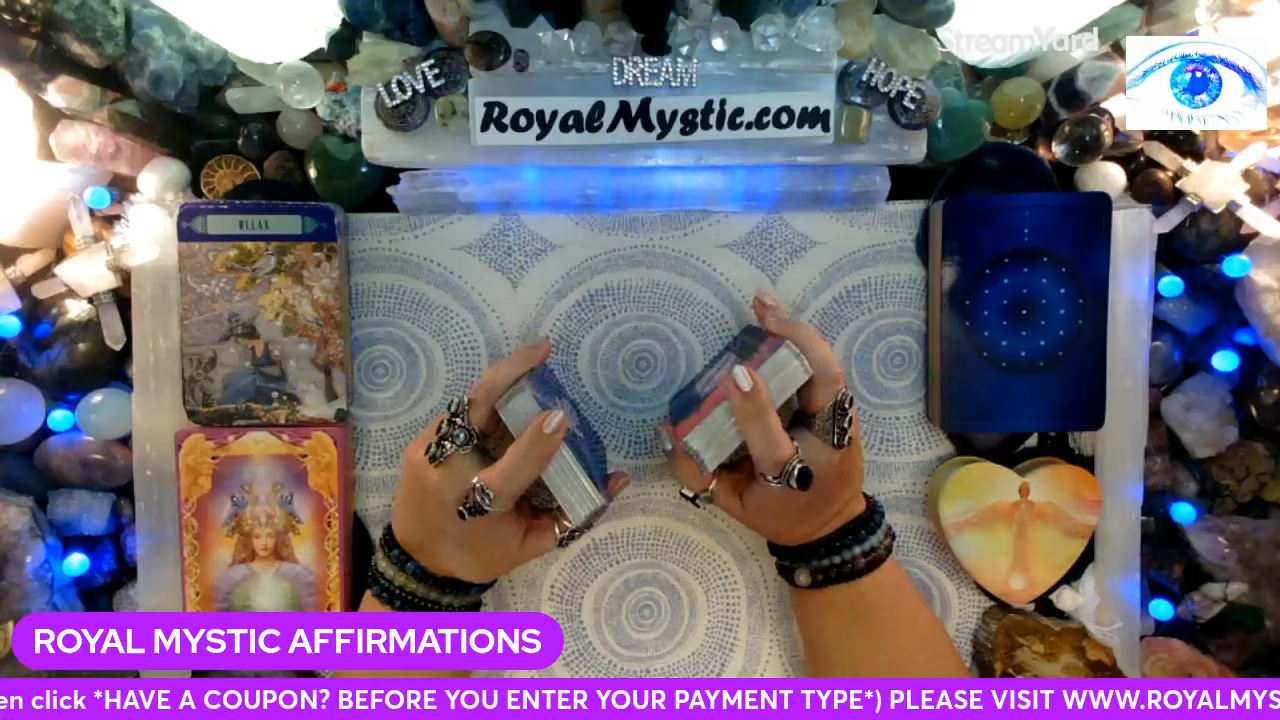 StreamYard
LOVE
DREAM
HOPE
RoyalMystic.com
RELAX
ROYAL MYSTIC AFFIRMATIONS
en click *HAVE A COUPON? BEFORE YOU ENTER YOUR PAYMENT TYPE*) PLEASE VISIT WWW.ROYALMYS